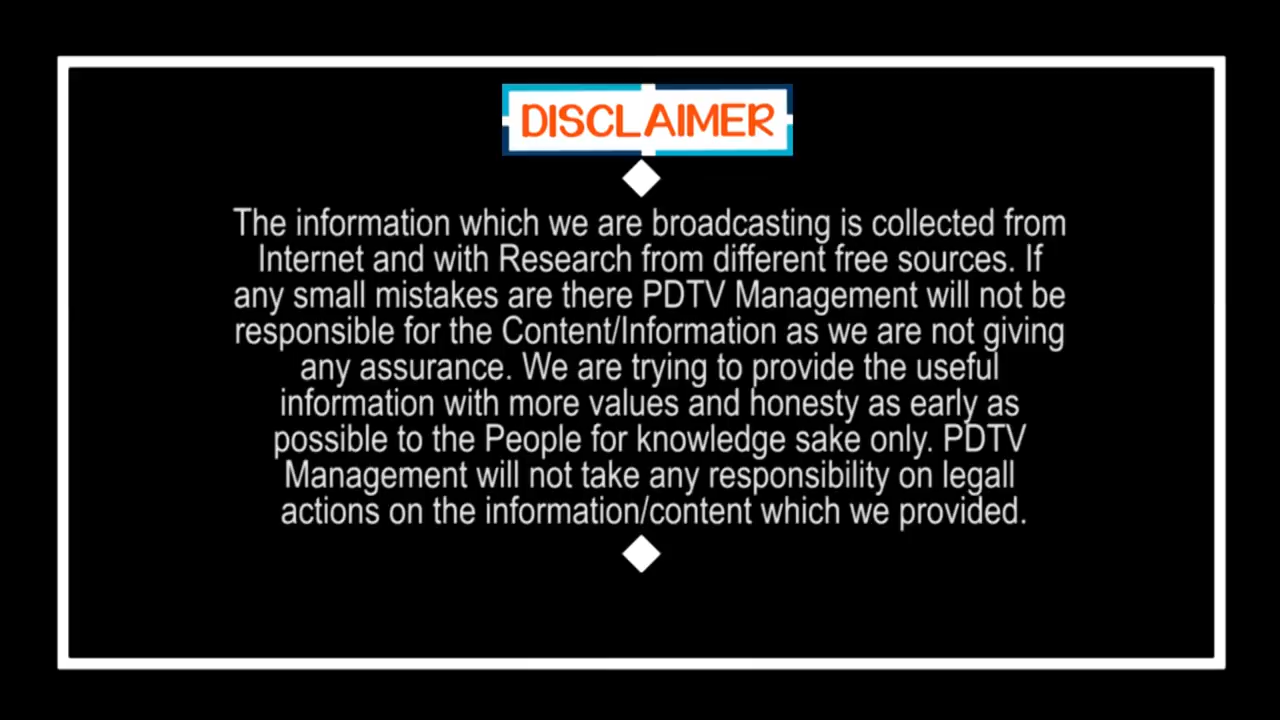 DISCLAIMER
The information which we are broadcasting is collected from
Internet and with Research from different free sources. If
any small mistakes are there PDTV Management will not be
responsible for the Content/Information as we are not giving
any assurance. We are trying to provide the useful
information with more values and honesty as early as
possible to the People for knowledge sake only. PDTV
Management will not take any responsibility on legall
actions on the information/content which we provided.